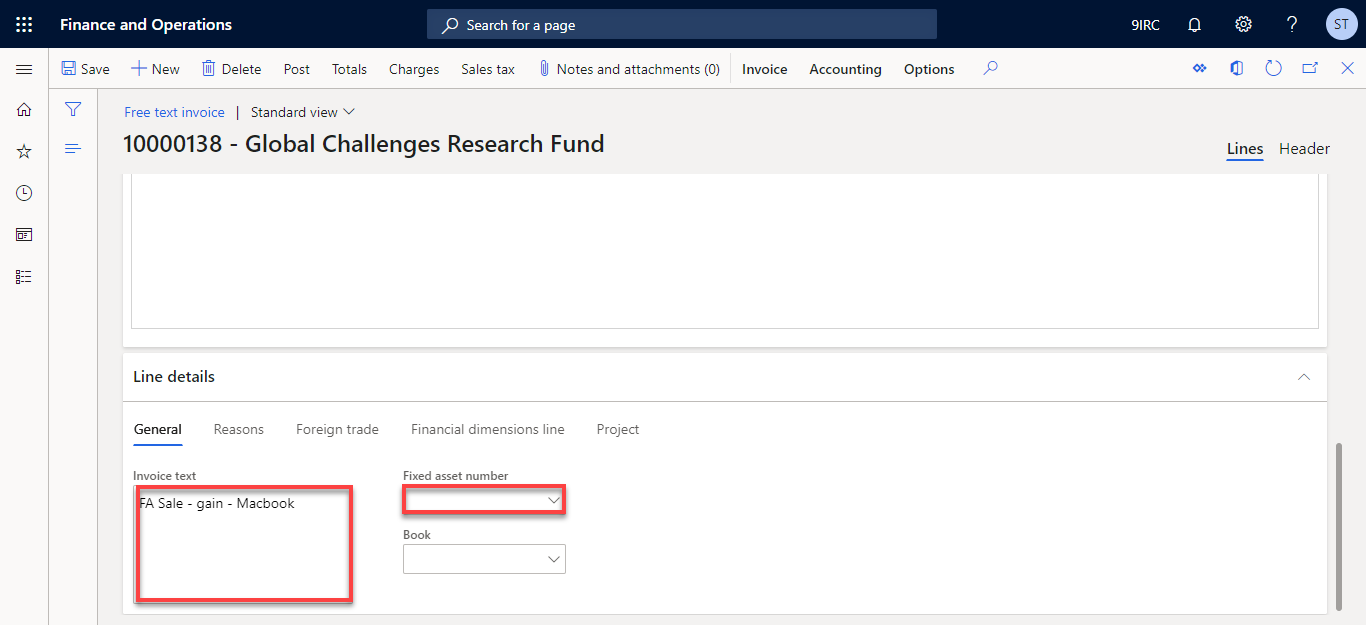 Finance and Operations Search for a page 9IRC ? ST
Save New Delete Post Totals Charges Sales tax Notes and attachments (0) Invoice Accounting Options
Free text invoice | Standard view
10000138 - Global Challenges Research Fund
Lines Header
Line details
General Reasons Foreign trade Financial dimensions line Project
Invoice text Fixed asset number
FA Sale - gain - Macbook
Book